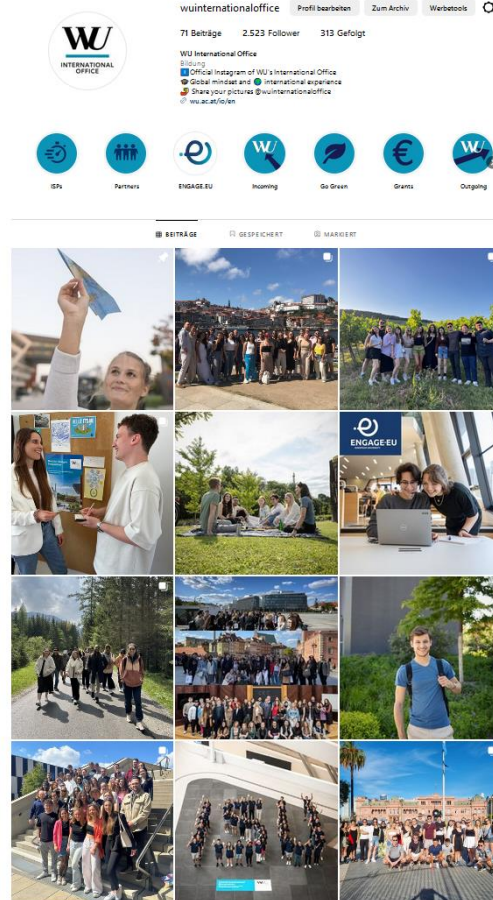 wuinternationaloffice Profil bearbeiten Zum Archiv Werbetools
71 Beiträge 2.523 Follower 313 Gefolgt
WU
INTERNATIONAL
OFFICE
WU International Office
Bildung
Official Instagram of WU's International Office
Global mindset and international experience
Share your pictures @wuinternationaloffice
wu.ac.at/io/en
WU WU
ISPs Partners ENGAGE.EU Incoming Go Green Grants Outgoing
BEITRÄGE GESPEICHERT MARKIERT
ENGAGE·EU